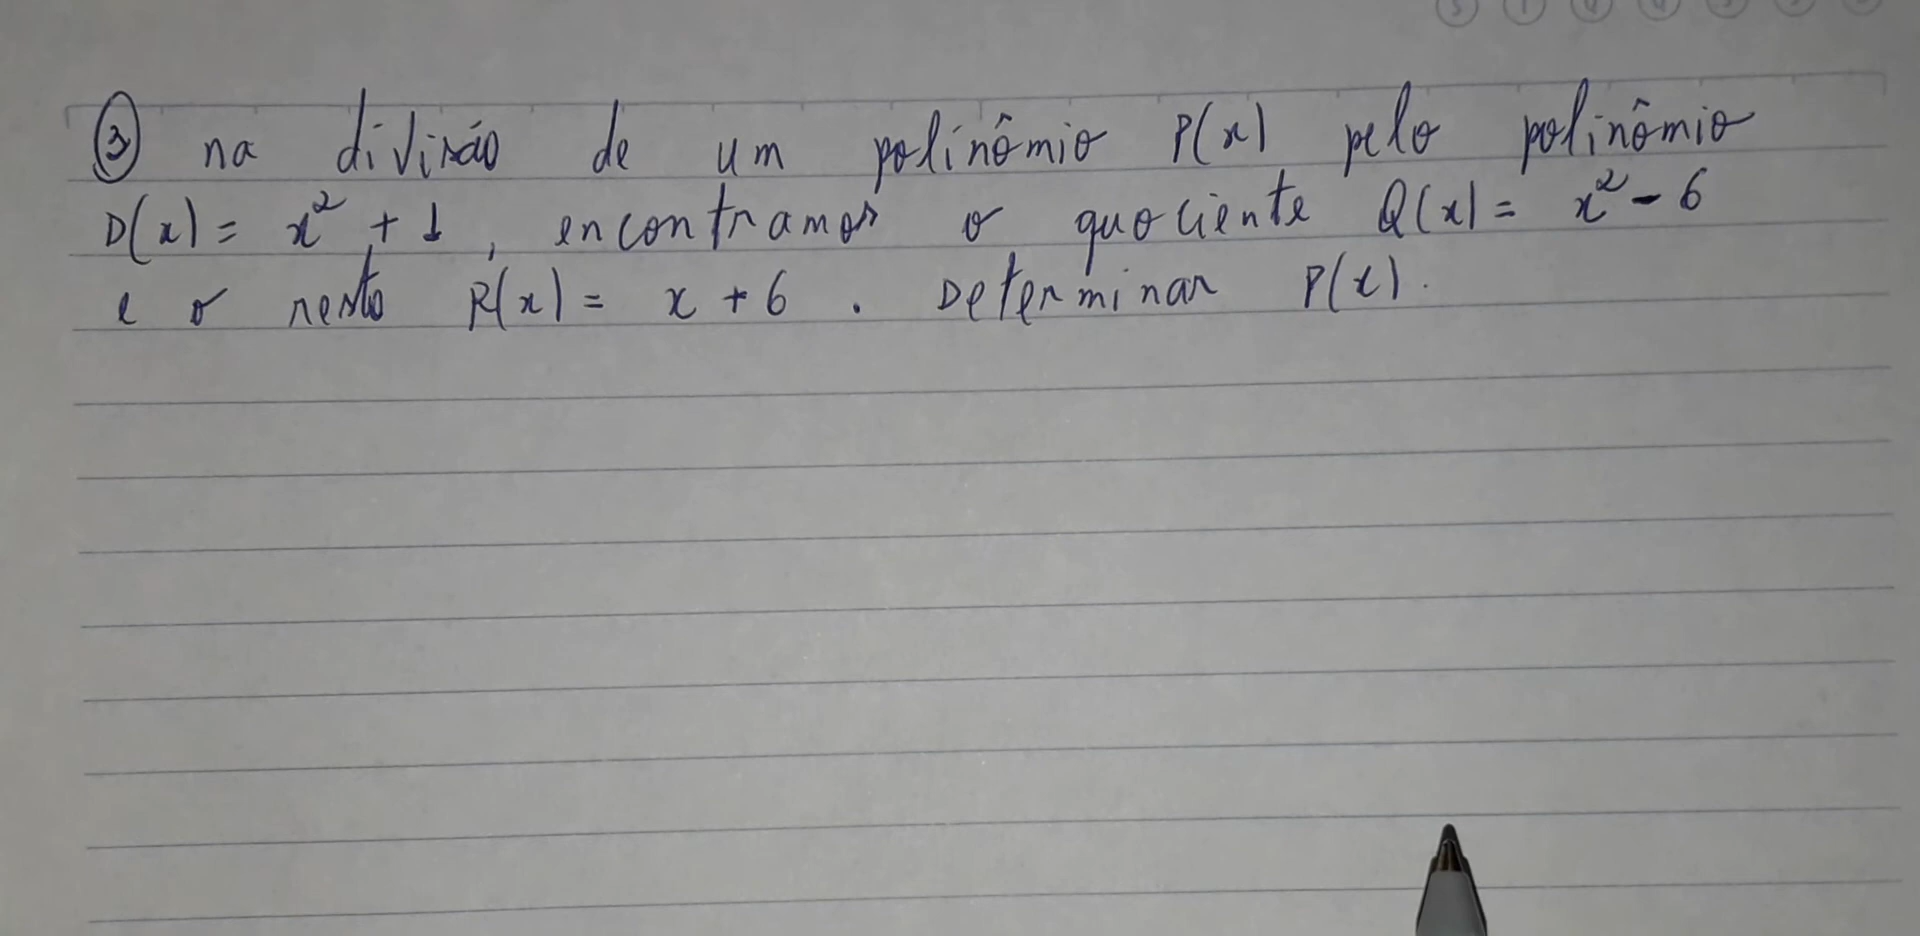 ③ na divisão de um polinômio P(x) pelo polinômio
D(x) = x² + 1, encontramos o quociente Q(x) = x² - 6
e o resto R(x) = x + 6. Determinar P(x).